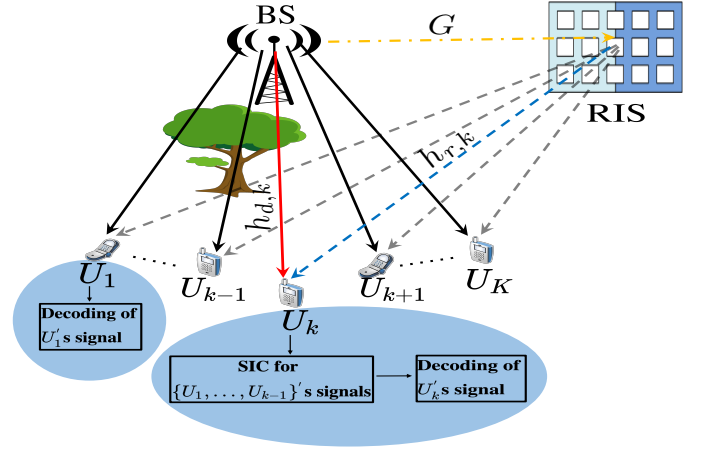 BS
G
RIS
h_{r,k}
h_{d,k}
U_1
U_{k-1}
U_k
U_{k+1}
U_K
Decoding of
U_1's signal
SIC for
{U_1, ..., U_{k-1}}'s signals
Decoding of
U_k's signal